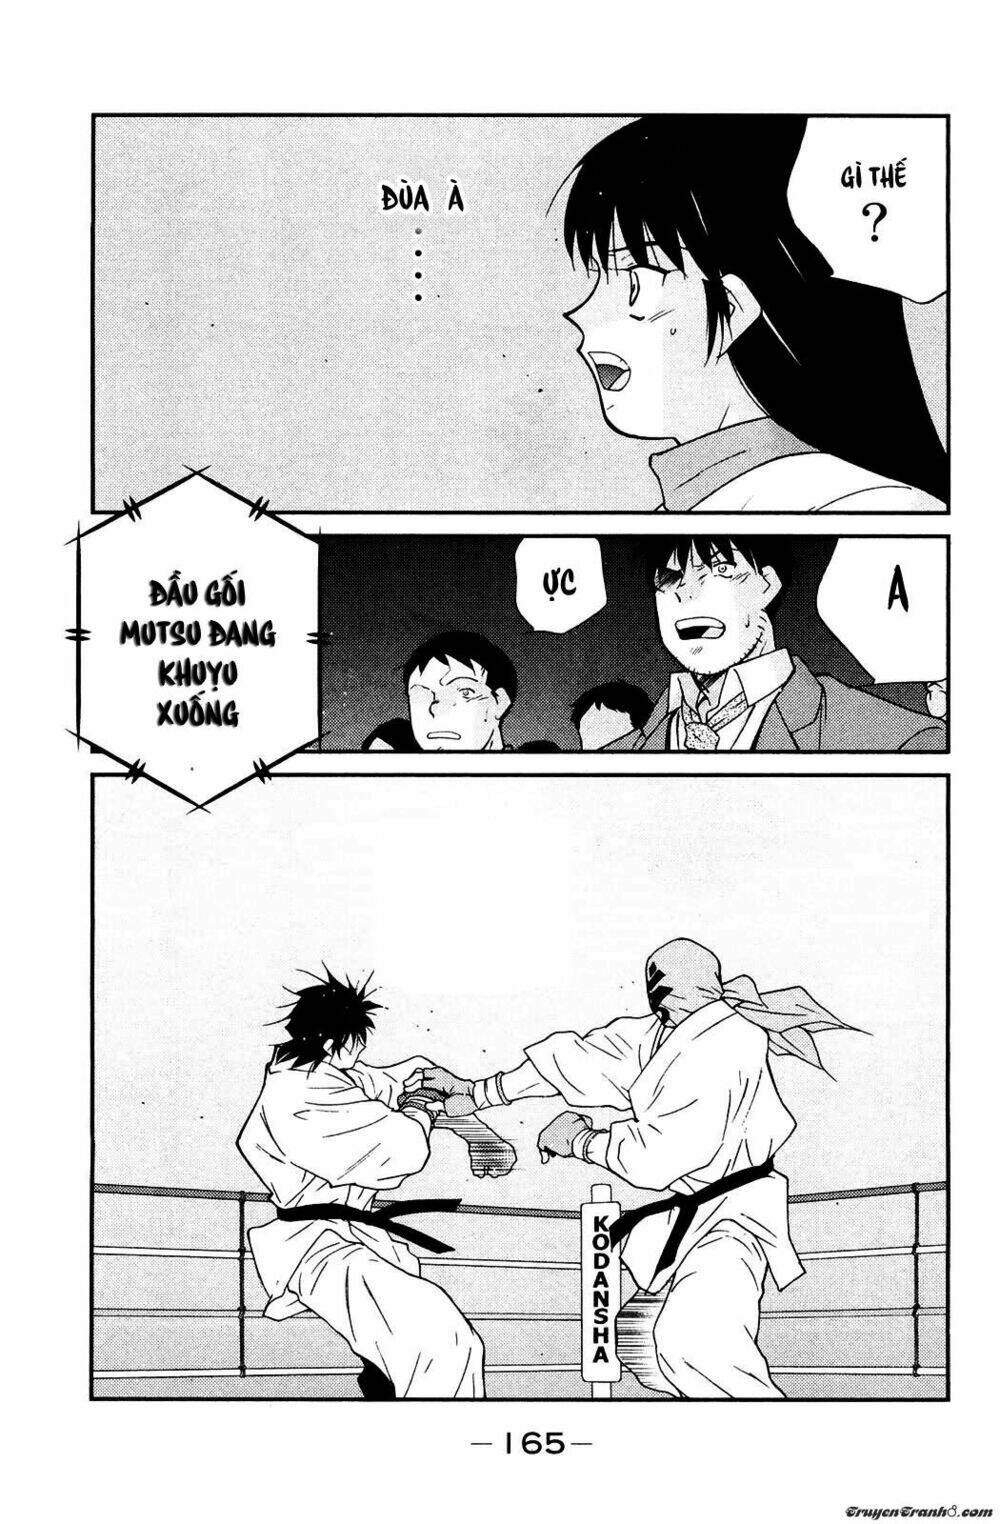 GÌ THẾ
?
ĐÙA À
....
A
ỰC
ĐẦU GỐI
MUTSU ĐANG
KHUỴU
XUỐNG
KODANSHA
—165—
TruyenTranh8.com